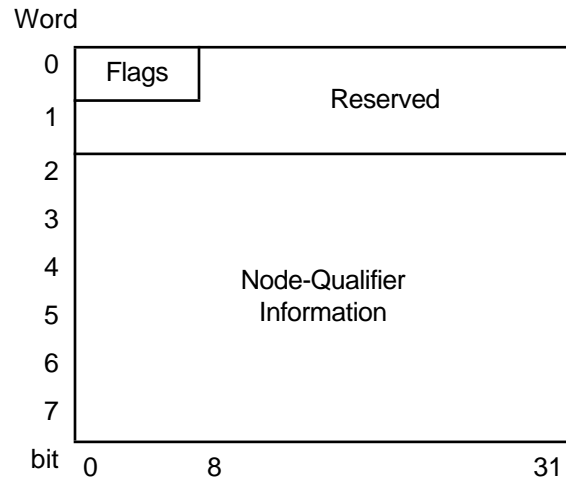 Word
0
Flags
Reserved
1
2
3
4
Node-Qualifier
Information
5
6
7
bit 0 8 31